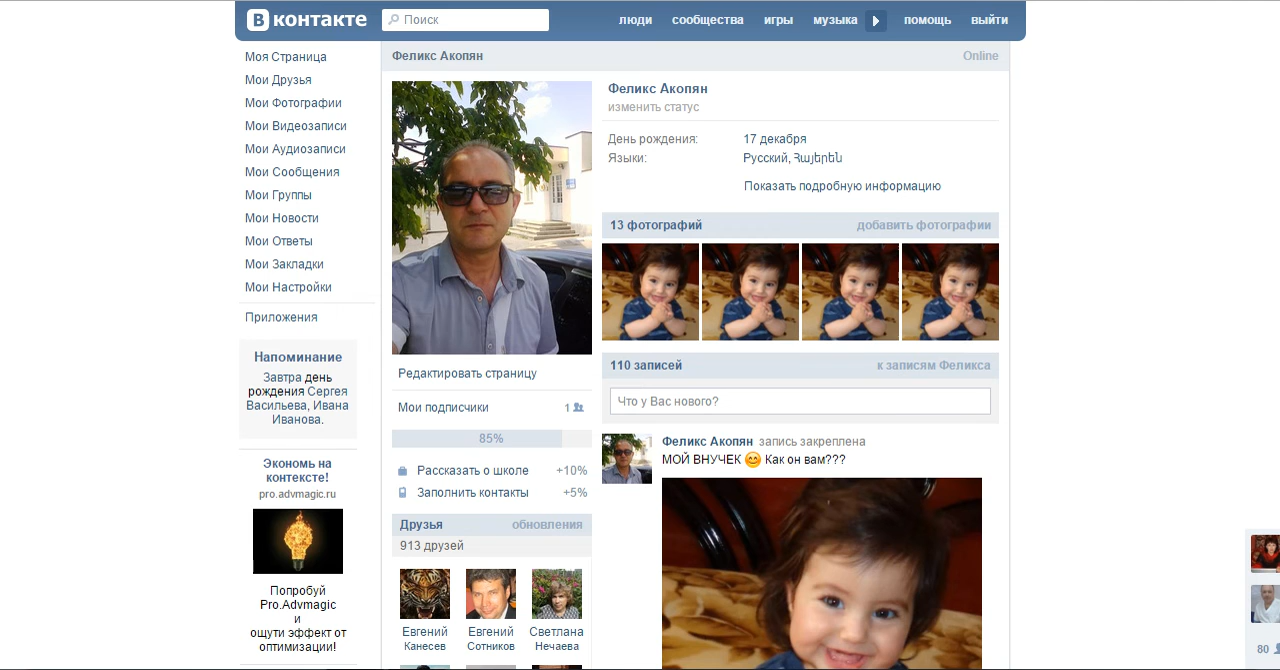 В контакте
Поиск
люди сообщества игры музыка помощь выйти
Моя Страница
Мои Друзья
Мои Фотографии
Мои Видеозаписи
Мои Аудиозаписи
Мои Сообщения
Мои Группы
Мои Новости
Мои Ответы
Мои Закладки
Мои Настройки
Приложения
Напоминание
Завтра день
рождения Сергея
Васильева, Ивана
Иванова.
Экономь на
контексте!
pro.advmagic.ru
Попробуй
Pro.Advmagic
и
ощути эффект от
оптимизации!
Феликс Акопян Online
Редактировать страницу
Мои подписчики 1
85%
Рассказать о школе +10%
Заполнить контакты +5%
Друзья обновления
913 друзей
Евгений
Канесев
Евгений
Сотников
Светлана
Нечаева
Феликс Акопян
изменить статус
День рождения: 17 декабря
Языки: Русский, Հայերեն
Показать подробную информацию
13 фотографий добавить фотографии
110 записей к записям Феликса
Что у Вас нового?
Феликс Акопян запись закреплена
МОЙ ВНУЧЕК 😊 Как он вам???
80